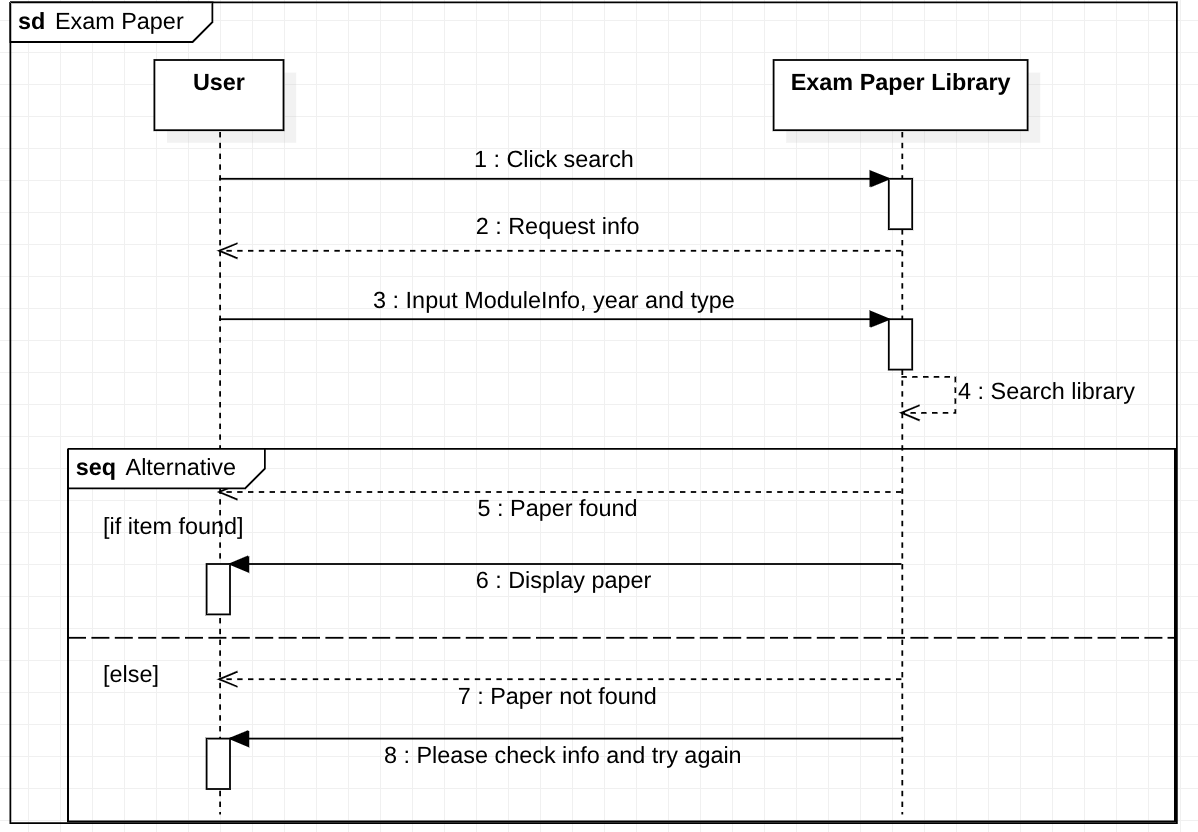 sd Exam Paper
User
Exam Paper Library
1 : Click search
2 : Request info
3 : Input ModuleInfo, year and type
4 : Search library
seq Alternative
5 : Paper found
[if item found]
6 : Display paper
[else]
7 : Paper not found
8 : Please check info and try again